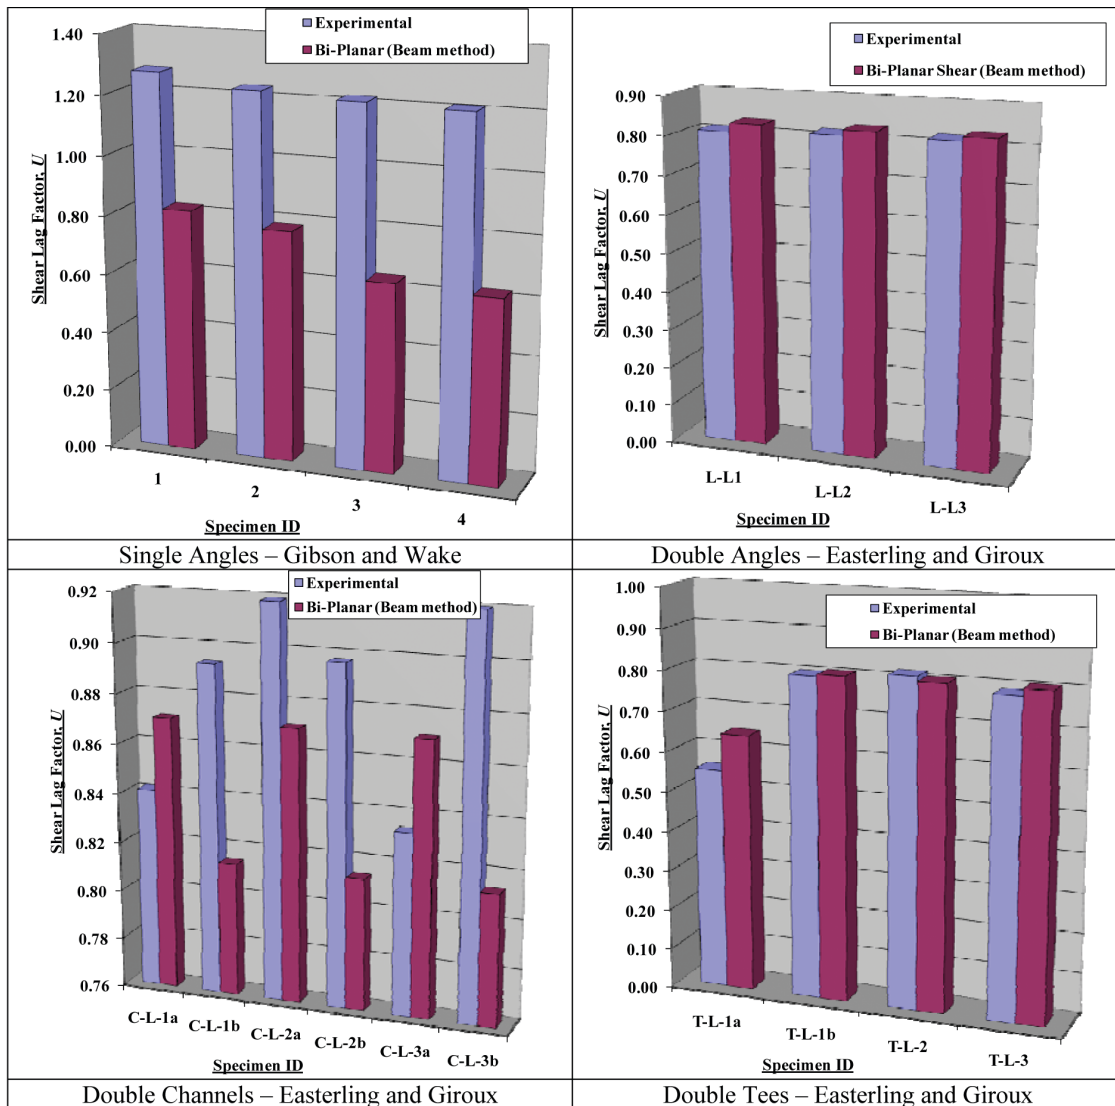 Experimental
Bi-Planar (Beam method)
Shear Lag Factor, U
1.40
1.20
1.00
0.80
0.60
0.40
0.20
0.00
1
2
3
4
Specimen ID
Single Angles – Gibson and Wake
Experimental
Bi-Planar Shear (Beam method)
Shear Lag Factor, U
0.90
0.80
0.70
0.60
0.50
0.40
0.30
0.20
0.10
0.00
L-L1
L-L2
L-L3
Specimen ID
Double Angles – Easterling and Giroux
Experimental
Bi-Planar (Beam method)
Shear Lag Factor, U
0.92
0.90
0.88
0.86
0.84
0.82
0.80
0.78
0.76
C-L-1a
C-L-1b
C-L-2a
C-L-2b
C-L-3a
C-L-3b
Specimen ID
Double Channels – Easterling and Giroux
Experimental
Bi-Planar (Beam method)
Shear Lag Factor, U
1.00
0.90
0.80
0.70
0.60
0.50
0.40
0.30
0.20
0.10
0.00
T-L-1a
T-L-1b
T-L-2
T-L-3
Specimen ID
Double Tees – Easterling and Giroux